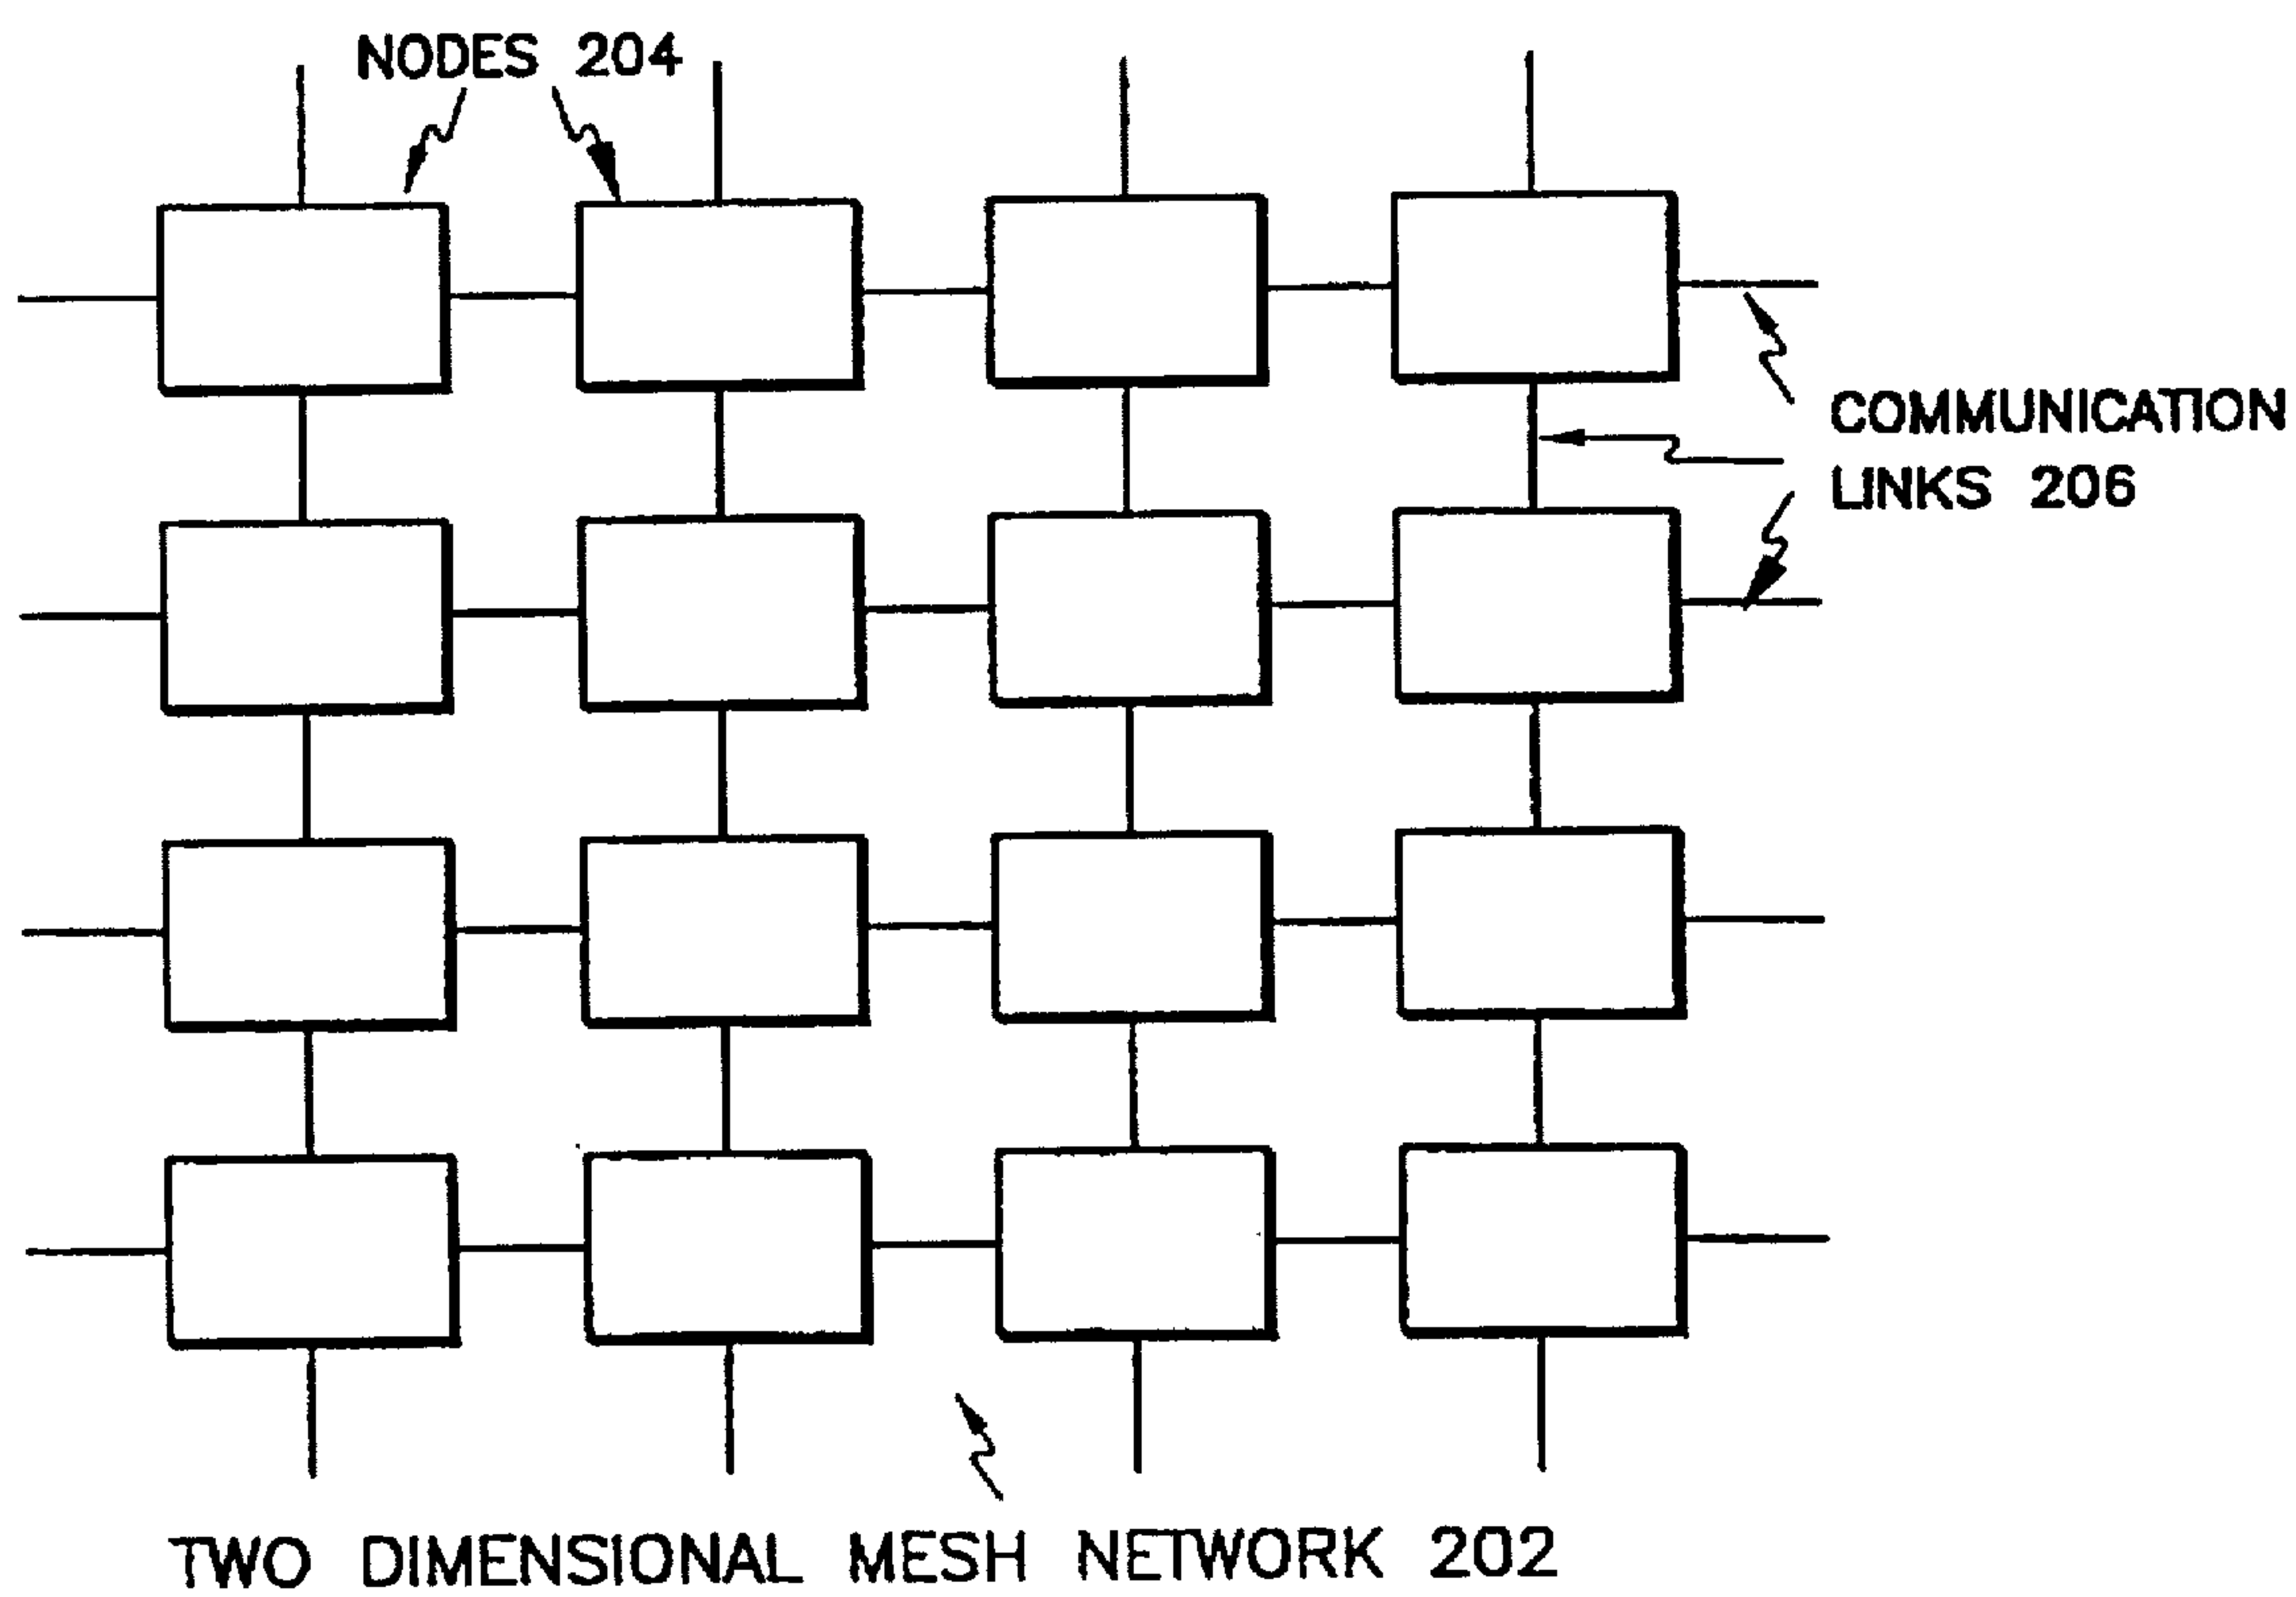 NODES 204
COMMUNICATION
LINKS 206
TWO DIMENSIONAL MESH NETWORK 202